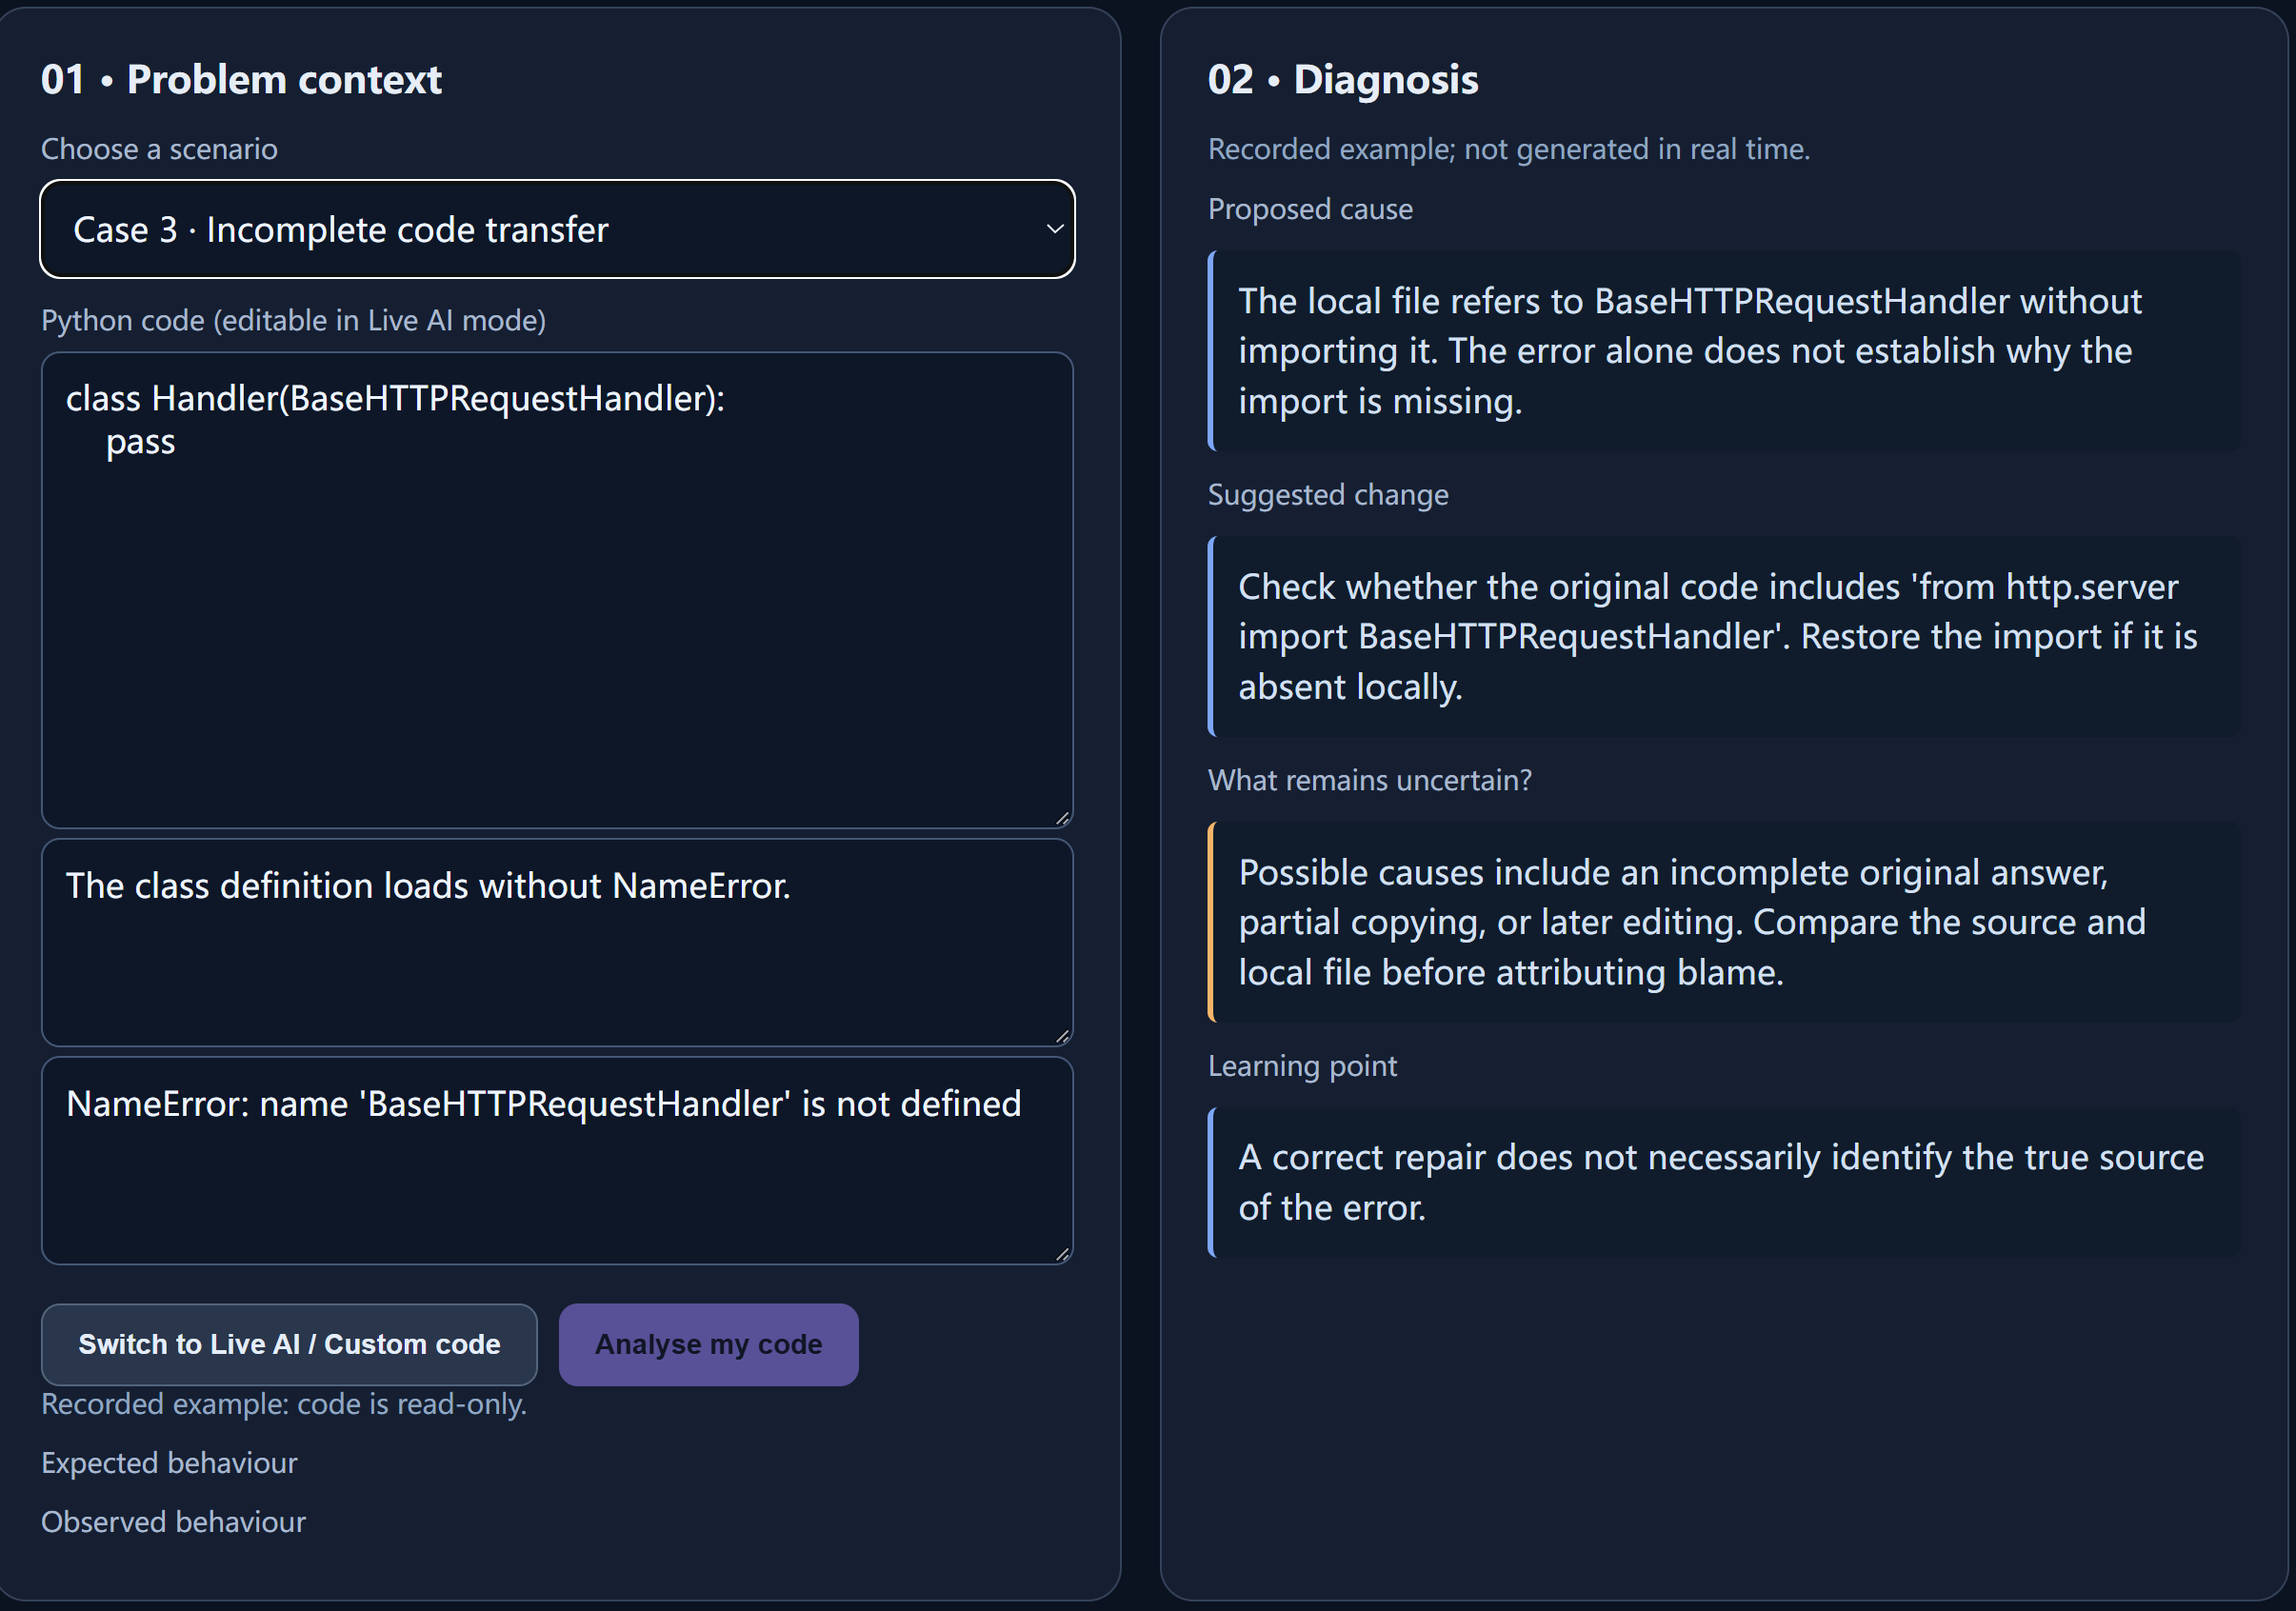 01 • Problem context
Choose a scenario
Case 3 · Incomplete code transfer
Python code (editable in Live AI mode)
class Handler(BaseHTTPRequestHandler):
    pass
The class definition loads without NameError.
NameError: name 'BaseHTTPRequestHandler' is not defined
Switch to Live AI / Custom code
Analyse my code
Recorded example: code is read-only.
Expected behaviour
Observed behaviour
02 • Diagnosis
Recorded example; not generated in real time.
Proposed cause
The local file refers to BaseHTTPRequestHandler without
importing it. The error alone does not establish why the
import is missing.
Suggested change
Check whether the original code includes 'from http.server
import BaseHTTPRequestHandler'. Restore the import if it is
absent locally.
What remains uncertain?
Possible causes include an incomplete original answer,
partial copying, or later editing. Compare the source and
local file before attributing blame.
Learning point
A correct repair does not necessarily identify the true source
of the error.